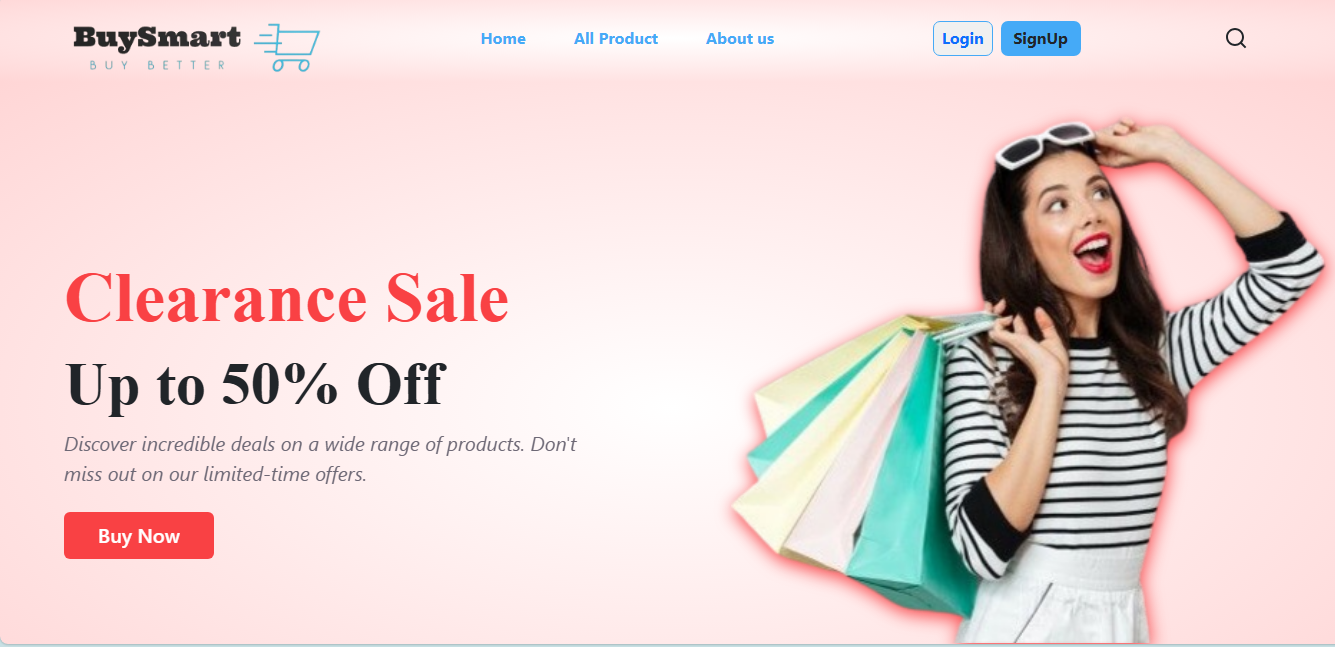 BuySmart
BUY BETTER
Home
All Product
About us
Login
SignUp
Clearance Sale
Up to 50% Off
Discover incredible deals on a wide range of products. Don't
miss out on our limited-time offers.
Buy Now